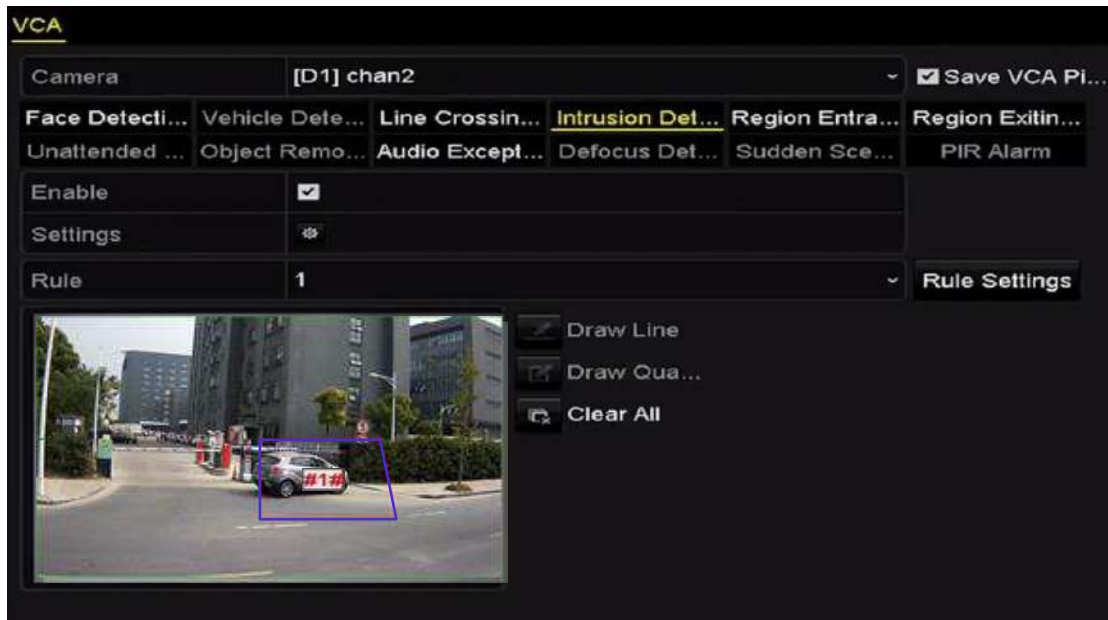 VCA
Camera [D1] chan2 Save VCA Pi...
Face Detecti... Vehicle Dete... Line Crossin... Intrusion Det... Region Entra... Region Exitin...
Unattended ... Object Remo... Audio Except... Defocus Det... Sudden Sce... PIR Alarm
Enable
Settings
Rule 1 Rule Settings
Draw Line
Draw Qua...
Clear All
#1#